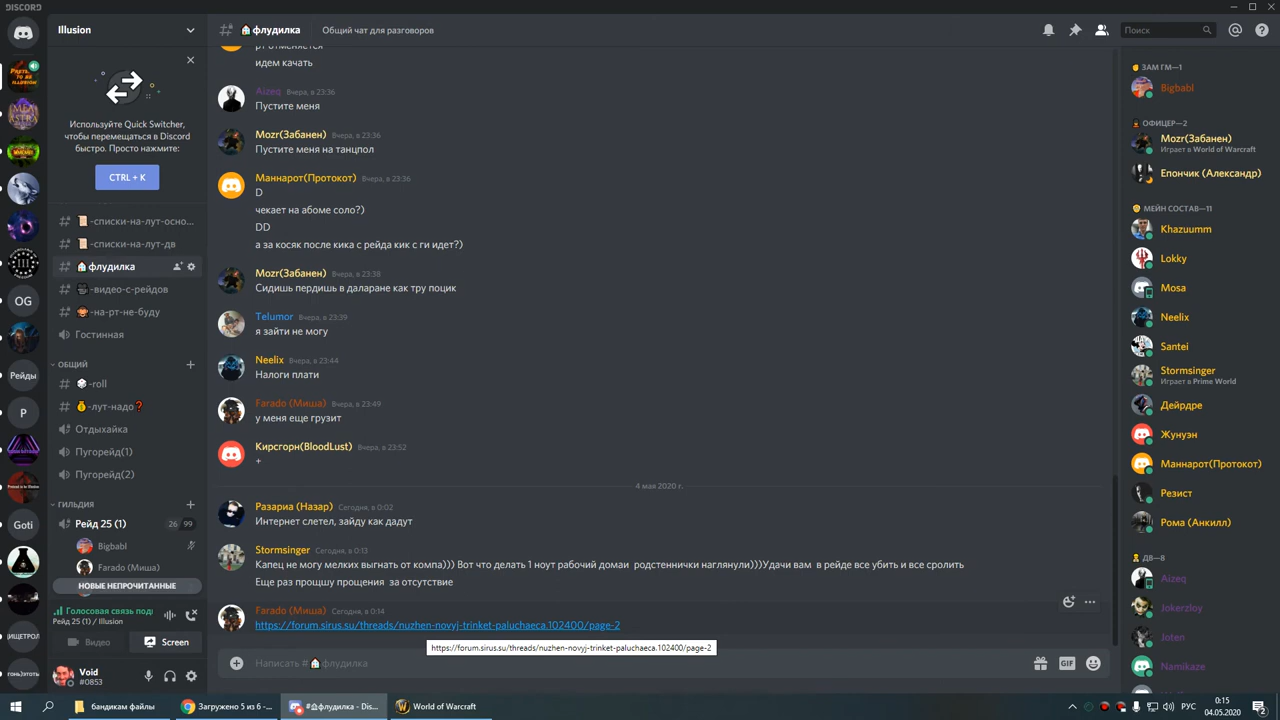 DISCORD
Illusion
флудилка
Общий чат для разговоров
Поиск
Используйте Quick Switcher,
чтобы перемещаться в Discord
быстро. Просто нажмите:
CTRL + K
-списки-на-лут-осно...
-списки-на-лут-дв
флудилка
-видео-с-рейдов
-на-рт-не-буду
Гостинная
ОБЩИЙ
-roll
-лут-надо❓
Отдыхайка
Пугорейд(1)
Пугорейд(2)
ГИЛЬДИЯ
Рейд 25 (1)
26 99
Bigbabl
Farado (Миша)
НОВЫЕ НЕПРОЧИТАННЫЕ
Голосовая связь под
Рейд 25 (1) / Illusion
Видео
Screen
Void
#0853
OG
Рейды
P
Goti
рт отменяется
идем качать
Aizeq Вчера, в 23:36
Пустите меня
Mozr(Забанен) Вчера, в 23:36
Пустите меня на танцпол
Маннарот(Протокот) Вчера, в 23:36
D
чекает на абоме соло?)
DD
а за косяк после кика с рейда кик с ги идет?)
Mozr(Забанен) Вчера, в 23:38
Сидишь пердишь в даларане как тру поцик
Telumor Вчера, в 23:39
я зайти не могу
Neelix Вчера, в 23:44
Налоги плати
Farado (Миша) Вчера, в 23:49
у меня еще грузит
Кирсгорн(BloodLust) Вчера, в 23:52
+
4 мая 2020 г.
Разариа (Назар) Сегодня, в 0:02
Интернет слетел, зайду как дадут
Stormsinger Сегодня, в 0:13
Капец не могу мелких выгнать от компа))) Вот что делать 1 ноут рабочий домаи родстеннички наглянули)))Удачи вам в рейде все убить и все сролить
Еще раз процшу прощения за отсутствие
Farado (Миша) Сегодня, в 0:14
https://forum.sirus.su/threads/nuzhen-novyj-trinket-paluchaeca.102400/page-2
https://forum.sirus.su/threads/nuzhen-novyj-trinket-paluchaeca.102400/page-2
Написать #флудилка
GIF
ЗАМ ГМ—1
Bigbabl
ОФИЦЕР—2
Mozr(Забанен)
Играет в World of Warcraft
Епончик (Александр)
МЕЙН СОСТАВ—11
Khazuumm
Lokky
Mosa
Neelix
Santei
Stormsinger
Играет в Prime World
Дейрдре
Жунуэн
Маннарот(Протокот)
Резист
Рома (Анкилл)
ДВ—8
Aizeq
Jokerzloy
Joten
Namikaze
бандикам файлы
Загружено 5 из 6 -...
#флудилка - Dis...
World of Warcraft
РУС
0:15
04.05.2020